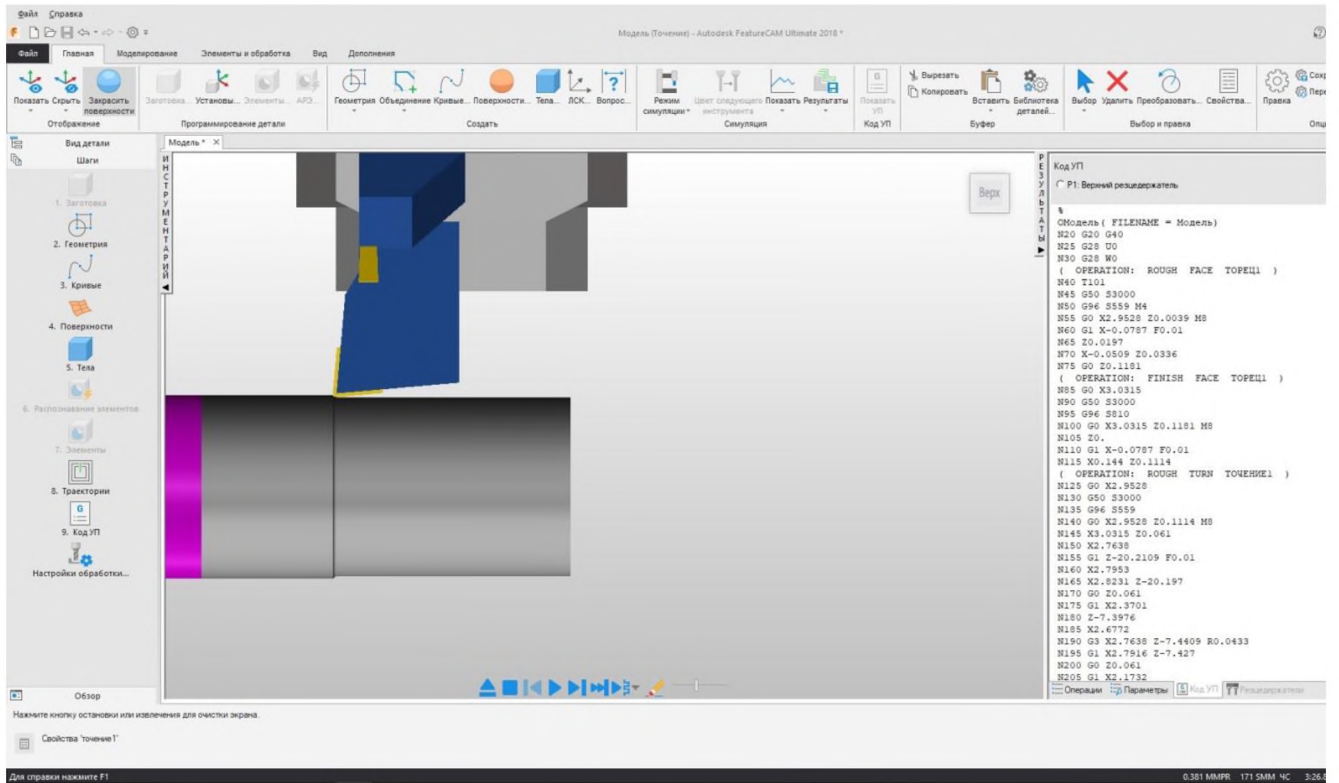 Файл Справка
Модель (Точение) - Autodesk FeatureCAM Ultimate 2018 *
Файл Главная Моделирование Элементы и обработка Вид Дополнения
Показать Скрыть Закрасить поверхности
Заготовка... Установы... Элементы... АРЭ...
Геометрия Объединение Кривые... Поверхности... Тела... ЛСК... Вопрос...
Режим симуляции Цвет следующего инструмента Показать Результаты
Показать УП
Вырезать
Копировать
Вставить Библиотека деталей...
Выбор Удалить Преобразовать... Свойства...
Правка
Отображение Программирование детали Создать Симуляция Код УП Буфер Выбор и правка
Вид детали
Шаги
1. Заготовка
2. Геометрия
3. Кривые
4. Поверхности
5. Тела
6. Распознавание элементов
7. Элементы
8. Траектории
9. Код УП
Настройки обработки...
Обзор
Модель * X
ИНСТРУМЕНТАРИЙ
Верх
РЕЗУЛЬТАТЫ
Код УП
P1: Верхний резцедержатель
%
OМодель( FILENAME = Модель)
N20 G20 G40
N25 G28 U0
N30 G28 W0
( OPERATION: ROUGH FACE ТОРЕЦ1 )
N40 T101
N45 G50 S3000
N50 G96 S559 M4
N55 G0 X2.9528 Z0.0039 M8
N60 G1 X-0.0787 F0.01
N65 Z0.0197
N70 X-0.0509 Z0.0336
N75 G0 Z0.1181
( OPERATION: FINISH FACE ТОРЕЦ1 )
N85 G0 X3.0315
N90 G50 S3000
N95 G96 S810
N100 G0 X3.0315 Z0.1181 M8
N105 Z0.
N110 G1 X-0.0787 F0.01
N115 X0.144 Z0.1114
( OPERATION: ROUGH TURN ТОЧЕНИЕ1 )
N125 G0 X2.9528
N130 G50 S3000
N135 G96 S559
N140 G0 X2.9528 Z0.1114 M8
N145 X3.0315 Z0.061
N150 X2.7638
N155 G1 Z-20.2109 F0.01
N160 X2.7953
N165 X2.8231 Z-20.197
N170 G0 Z0.061
N175 G1 X2.3701
N180 Z-7.3976
N185 X2.6772
N190 G3 X2.7638 Z-7.4409 R0.0433
N195 G1 X2.7916 Z-7.427
N200 G0 Z0.061
N205 G1 X2.1732
Операции Параметры Код УП Резцедержатели
Нажмите кнопку остановки или извлечения для очистки экрана.
Свойства 'точение1'
Для справки нажмите F1
0.381 MMPR 171 SMM ЧС